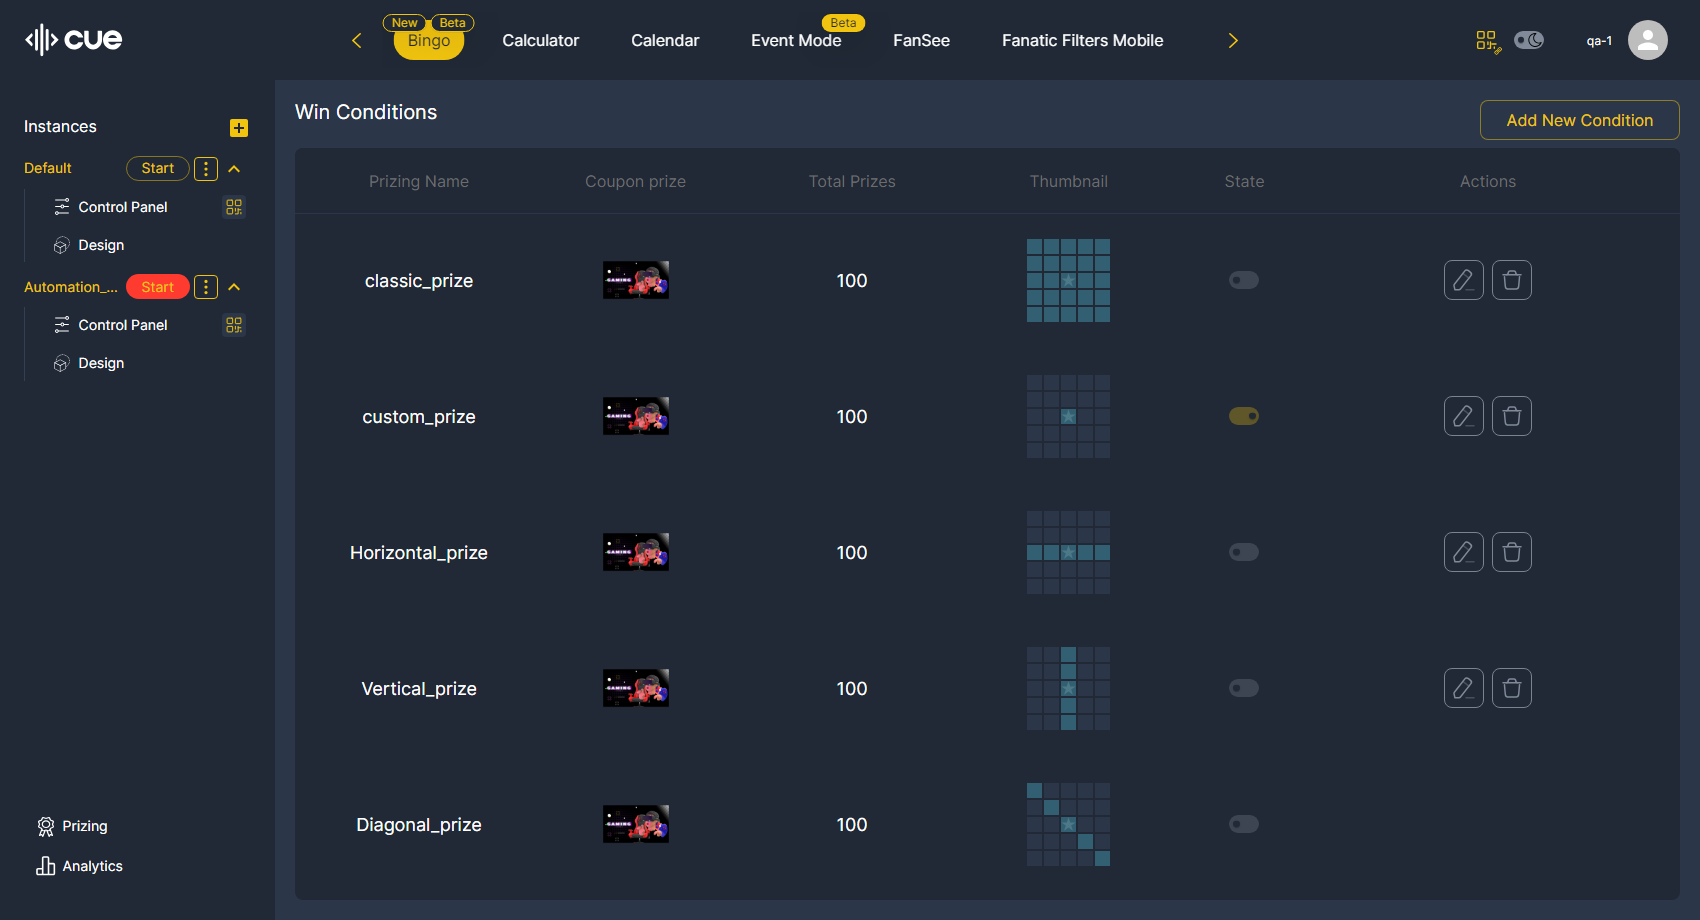 cue
New
Beta
Bingo
Calculator
Calendar
Event Mode
Beta
FanSee
Fanatic Filters Mobile
qa-1
Instances
Default
Start
Control Panel
Design
Automation_...
Start
Control Panel
Design
Prizing
Analytics
Win Conditions
Add New Condition
Prizing Name
Coupon prize
Total Prizes
Thumbnail
State
Actions
classic_prize
GAMING
100
custom_prize
GAMING
100
Horizontal_prize
GAMING
100
Vertical_prize
GAMING
100
Diagonal_prize
GAMING
100